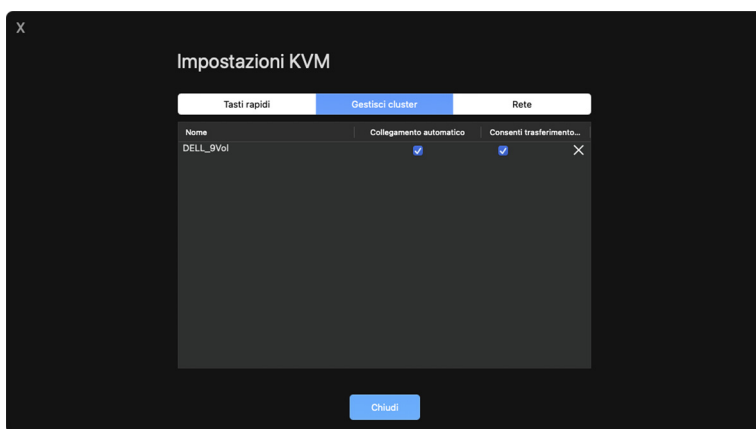 X
Impostazioni KVM
Tasti rapidi Gestisci cluster Rete
Nome Collegamento automatico Consenti trasferimento...
DELL_9Vol
Chiudi